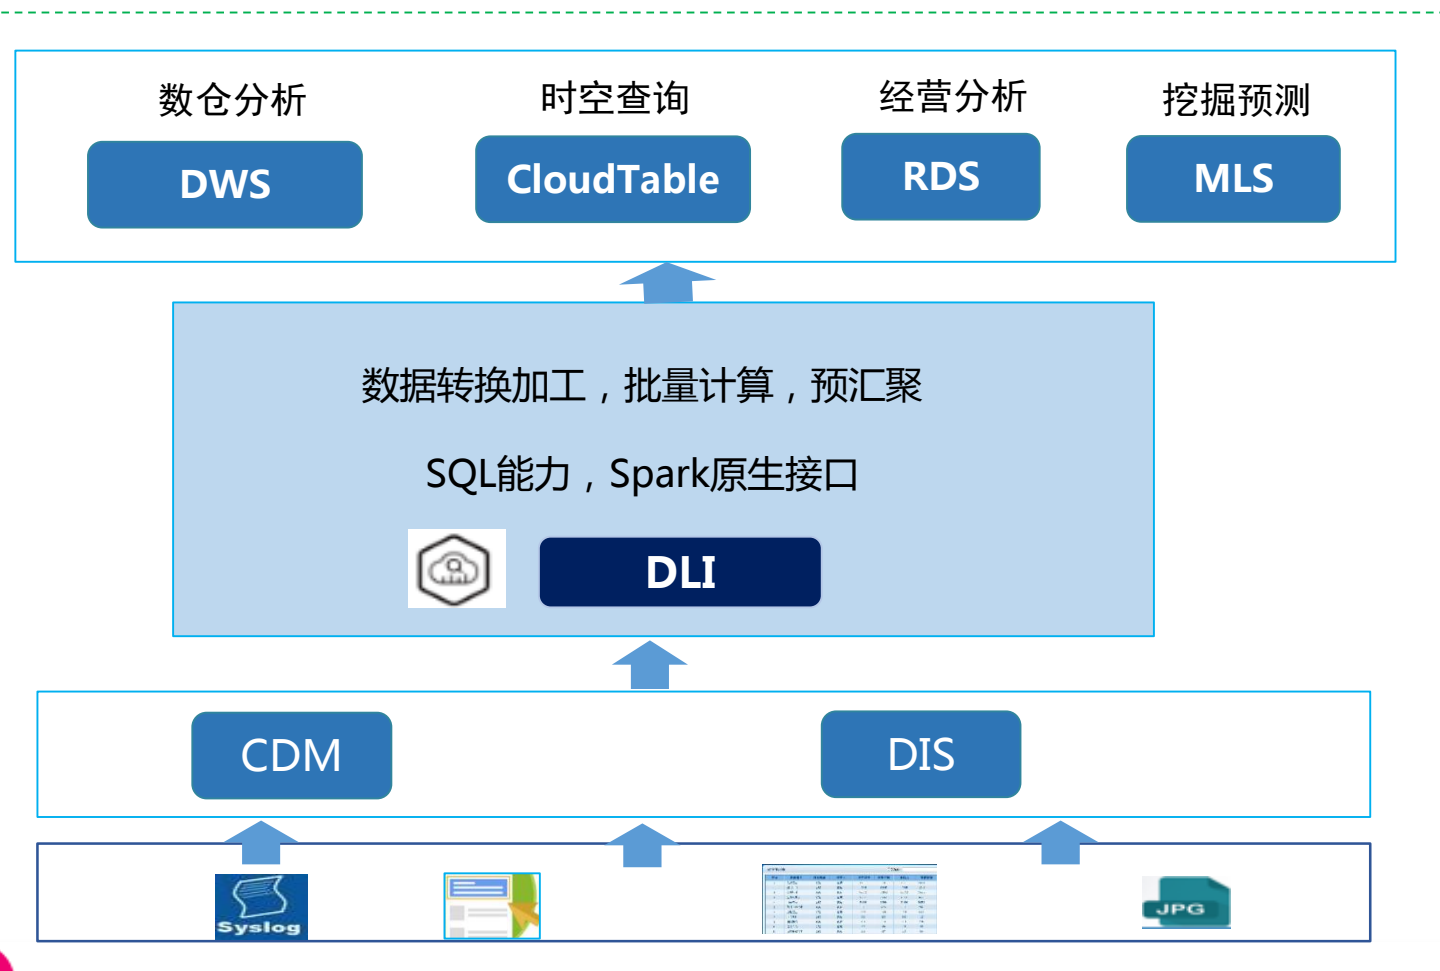 数仓分析
时空查询
经营分析
挖掘预测
DWS
CloudTable
RDS
MLS
数据转换加工，批量计算，预汇聚
SQL能力，Spark原生接口
DLI
CDM
DIS
Syslog
JPG